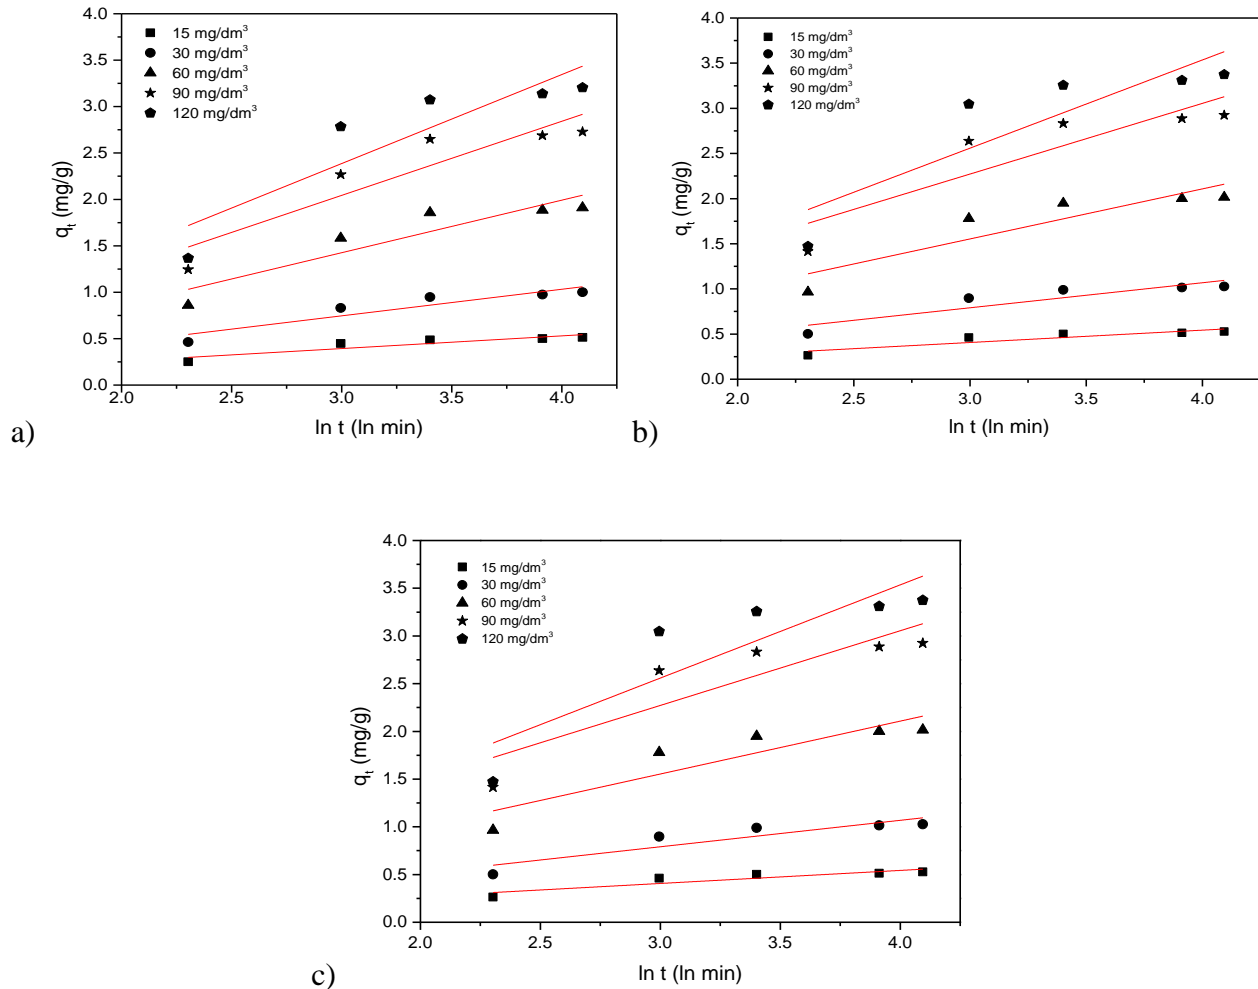 4.0
3.5
3.0
2.5
2.0
1.5
1.0
0.5
0.0
qt (mg/g)
15 mg/dm³
30 mg/dm³
60 mg/dm³
90 mg/dm³
120 mg/dm³
2.0 2.5 3.0 3.5 4.0
ln t (ln min)
a)
4.0
3.5
3.0
2.5
2.0
1.5
1.0
0.5
0.0
qt (mg/g)
15 mg/dm³
30 mg/dm³
60 mg/dm³
90 mg/dm³
120 mg/dm³
2.0 2.5 3.0 3.5 4.0
ln t (ln min)
b)
4.0
3.5
3.0
2.5
2.0
1.5
1.0
0.5
0.0
qt (mg/g)
15 mg/dm³
30 mg/dm³
60 mg/dm³
90 mg/dm³
120 mg/dm³
2.0 2.5 3.0 3.5 4.0
ln t (ln min)
c)